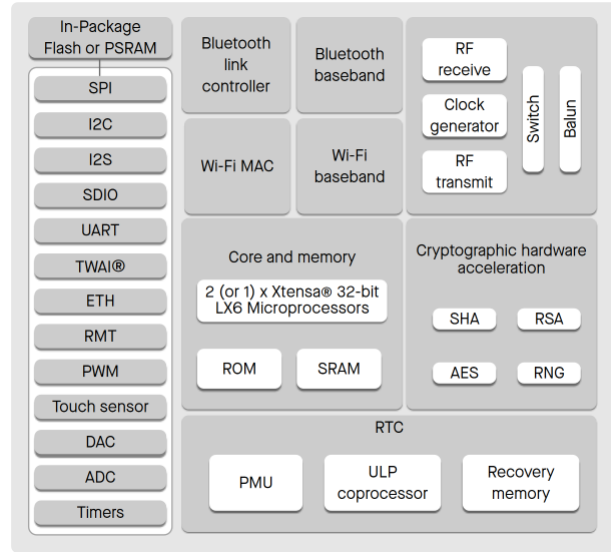 In-Package
Flash or PSRAM
SPI
I2C
I2S
SDIO
UART
TWAI®
ETH
RMT
PWM
Touch sensor
DAC
ADC
Timers
Bluetooth
link
controller
Bluetooth
baseband
Wi-Fi MAC
Wi-Fi
baseband
RF
receive
Clock
generator
RF
transmit
Switch
Balun
Core and memory
2 (or 1) x Xtensa® 32-bit
LX6 Microprocessors
ROM
SRAM
Cryptographic hardware
acceleration
SHA
RSA
AES
RNG
RTC
PMU
ULP
coprocessor
Recovery
memory